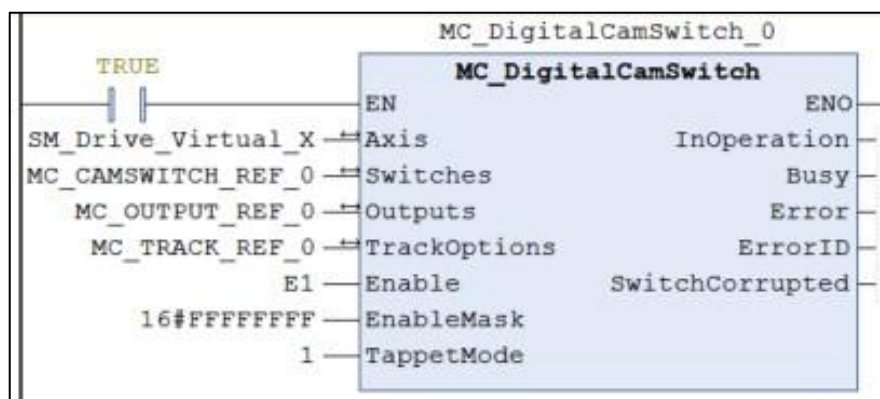 MC_DigitalCamSwitch_0
TRUE
MC_DigitalCamSwitch
EN ENO
SM_Drive_Virtual_X Axis InOperation
MC_CAMSWITCH_REF_0 Switches Busy
MC_OUTPUT_REF_0 Outputs Error
MC_TRACK_REF_0 TrackOptions ErrorID
E1 Enable SwitchCorrupted
16#FFFFFFFF EnableMask
1 TappetMode